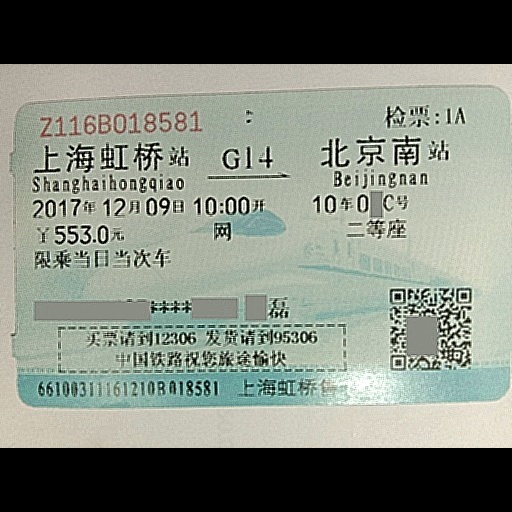 Z116B018581 检票:1A
上海虹桥站 G14 北京南站
Shanghaihongqiao Beijingnan
2017年12月09日10:00开 10车0 C号
￥553.0元 网 二等座
限乘当日当次车
**** 磊
买票请到12306 发货请到95306
中国铁路祝您旅途愉快
66100311161210B018581 上海虹桥售